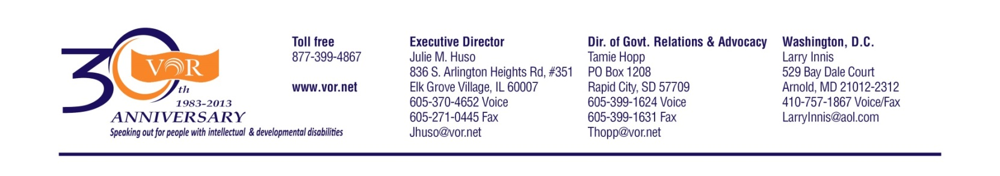 30th
VOR
1983-2013
ANNIVERSARY
Speaking out for people with intellectual & developmental disabilities
Toll free
877-399-4867
www.vor.net
Executive Director
Julie M. Huso
836 S. Arlington Heights Rd, #351
Elk Grove Village, IL 60007
605-370-4652 Voice
605-271-0445 Fax
Jhuso@vor.net
Dir. of Govt. Relations & Advocacy
Tamie Hopp
PO Box 1208
Rapid City, SD 57709
605-399-1624 Voice
605-399-1631 Fax
Thopp@vor.net
Washington, D.C.
Larry Innis
529 Bay Dale Court
Arnold, MD 21012-2312
410-757-1867 Voice/Fax
LarryInnis@aol.com